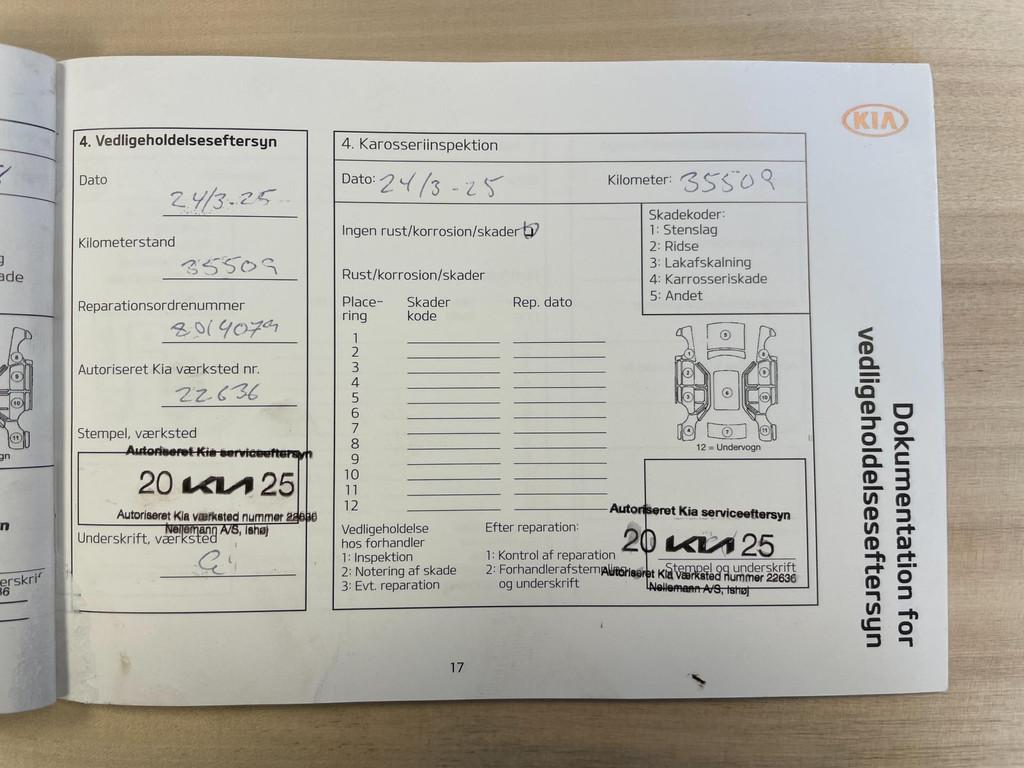 KIA
Dokumentation for
vedligeholdelseseftersyn
4. Vedligeholdelseseftersyn
Dato
24/3-25
Kilometerstand
35509
Reparationsordrenummer
8014079
Autoriseret Kia værksted nr.
22636
Stempel, værksted
Autoriseret Kia serviceeftersyn
20 KIA 25
Autoriseret Kia værksted nummer 22636
Nellemann A/S, Ishøj
Underskrift, værksted
4. Karosseriinspektion
Dato: 24/3-25 Kilometer: 35509
Ingen rust/korrosion/skader
Skadekoder:
1: Stenslag
2: Ridse
3: Lakafskalning
4: Karrosseriskade
5: Andet
Rust/korrosion/skader
Place-
ring
Skader
kode
Rep. dato
1
2
3
4
5
6
7
8
9
10
11
12
12 = Undervogn
Vedligeholdelse
hos forhandler
1: Inspektion
2: Notering af skade
3: Evt. reparation
Efter reparation:
1: Kontrol af reparation
2: Forhandlerafstempling
og underskrift
Autoriseret Kia serviceeftersyn
20 KIA 25
Stempel og underskrift
Autoriseret Kia værksted nummer 22636
Nellemann A/S, Ishøj
17